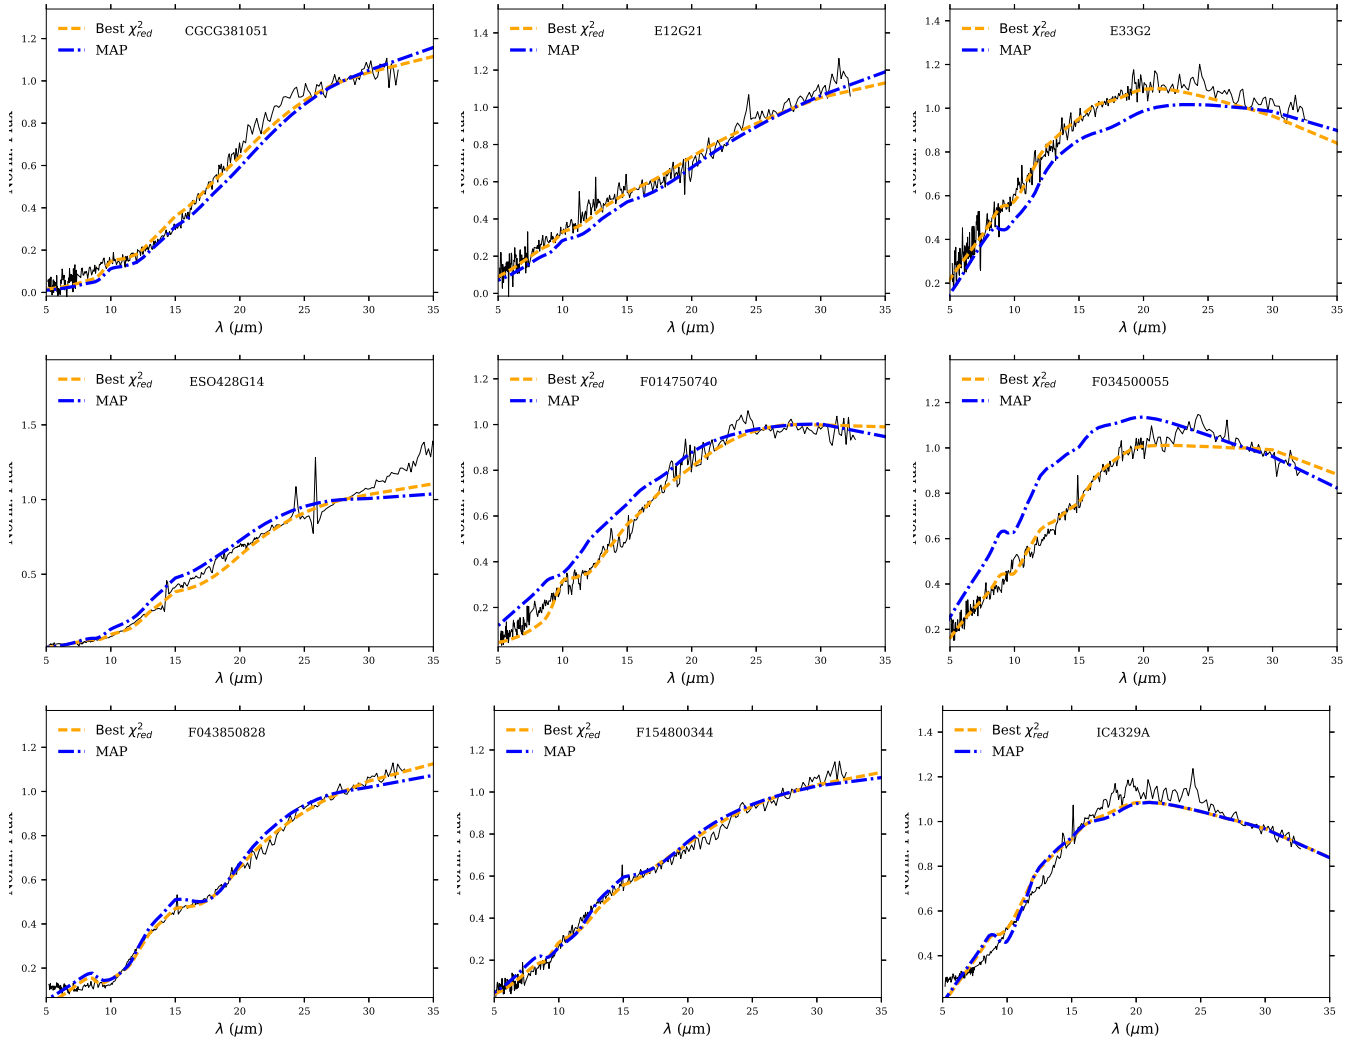 Best χ²red CGCG381051
MAP
1.2
1.0
0.8
0.6
0.4
0.2
0.0
5 10 15 20 25 30 35
λ (μm)
Best χ²red E12G21
MAP
1.4
1.2
1.0
0.8
0.6
0.4
0.2
0.0
5 10 15 20 25 30 35
λ (μm)
Best χ²red E33G2
MAP
1.4
1.2
1.0
0.8
0.6
0.4
0.2
5 10 15 20 25 30 35
λ (μm)
Best χ²red ESO428G14
MAP
1.5
1.0
0.5
5 10 15 20 25 30 35
λ (μm)
Best χ²red F014750740
MAP
1.2
1.0
0.8
0.6
0.4
0.2
5 10 15 20 25 30 35
λ (μm)
Best χ²red F034500055
MAP
1.2
1.0
0.8
0.6
0.4
0.2
5 10 15 20 25 30 35
λ (μm)
Best χ²red F043850828
MAP
1.2
1.0
0.8
0.6
0.4
0.2
5 10 15 20 25 30 35
λ (μm)
Best χ²red F154800344
MAP
1.2
1.0
0.8
0.6
0.4
0.2
5 10 15 20 25 30 35
λ (μm)
Best χ²red IC4329A
MAP
1.4
1.2
1.0
0.8
0.6
0.4
5 10 15 20 25 30 35
λ (μm)